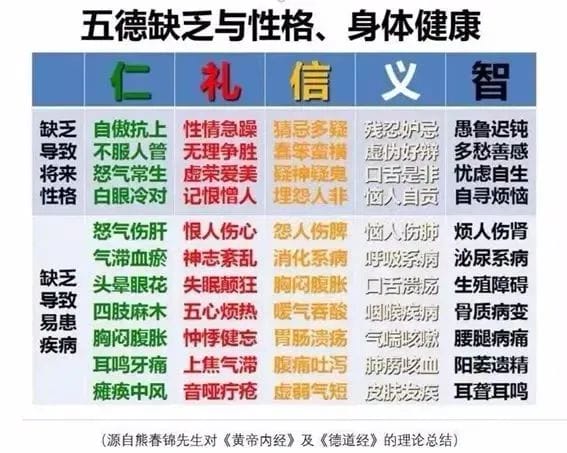 五德缺乏与性格、身体健康
仁 礼 信 义 智
缺乏 自傲抗上 性情急躁 猜忌多疑 残忍妒忌 愚鲁迟钝
导致 不服人管 无理争胜 蠢笨蛮横 虚伪好辩 多愁善感
将来 怒气常生 虚荣爱美 疑神疑鬼 口舌是非 忧虑自生
性格 白眼冷对 记恨憎人 埋怨人非 恼人自贡 自寻烦恼
怒气伤肝 恨人伤心 怨人伤脾 恼人伤肺 烦人伤肾
气滞血瘀 神志紊乱 消化系病 呼吸系病 泌尿系病
缺乏 头晕眼花 失眠颠狂 胸闷腹胀 口舌溃疡 生殖障碍
导致 四肢麻木 五心烦热 嗳气吞酸 咽喉疾病 骨质病变
易患 胸闷腹胀 忡悸健忘 胃肠溃疡 气喘咳嗽 腰腿病痛
疾病 耳鸣牙痛 上焦气滞 腹痛吐泻 肺痨咳血 阳萎遗精
瘫痪中风 音哑疔疮 虚弱气短 皮肤发疾 耳聋耳鸣
(源自熊春锦先生对《黄帝内经》及《德道经》的理论总结)